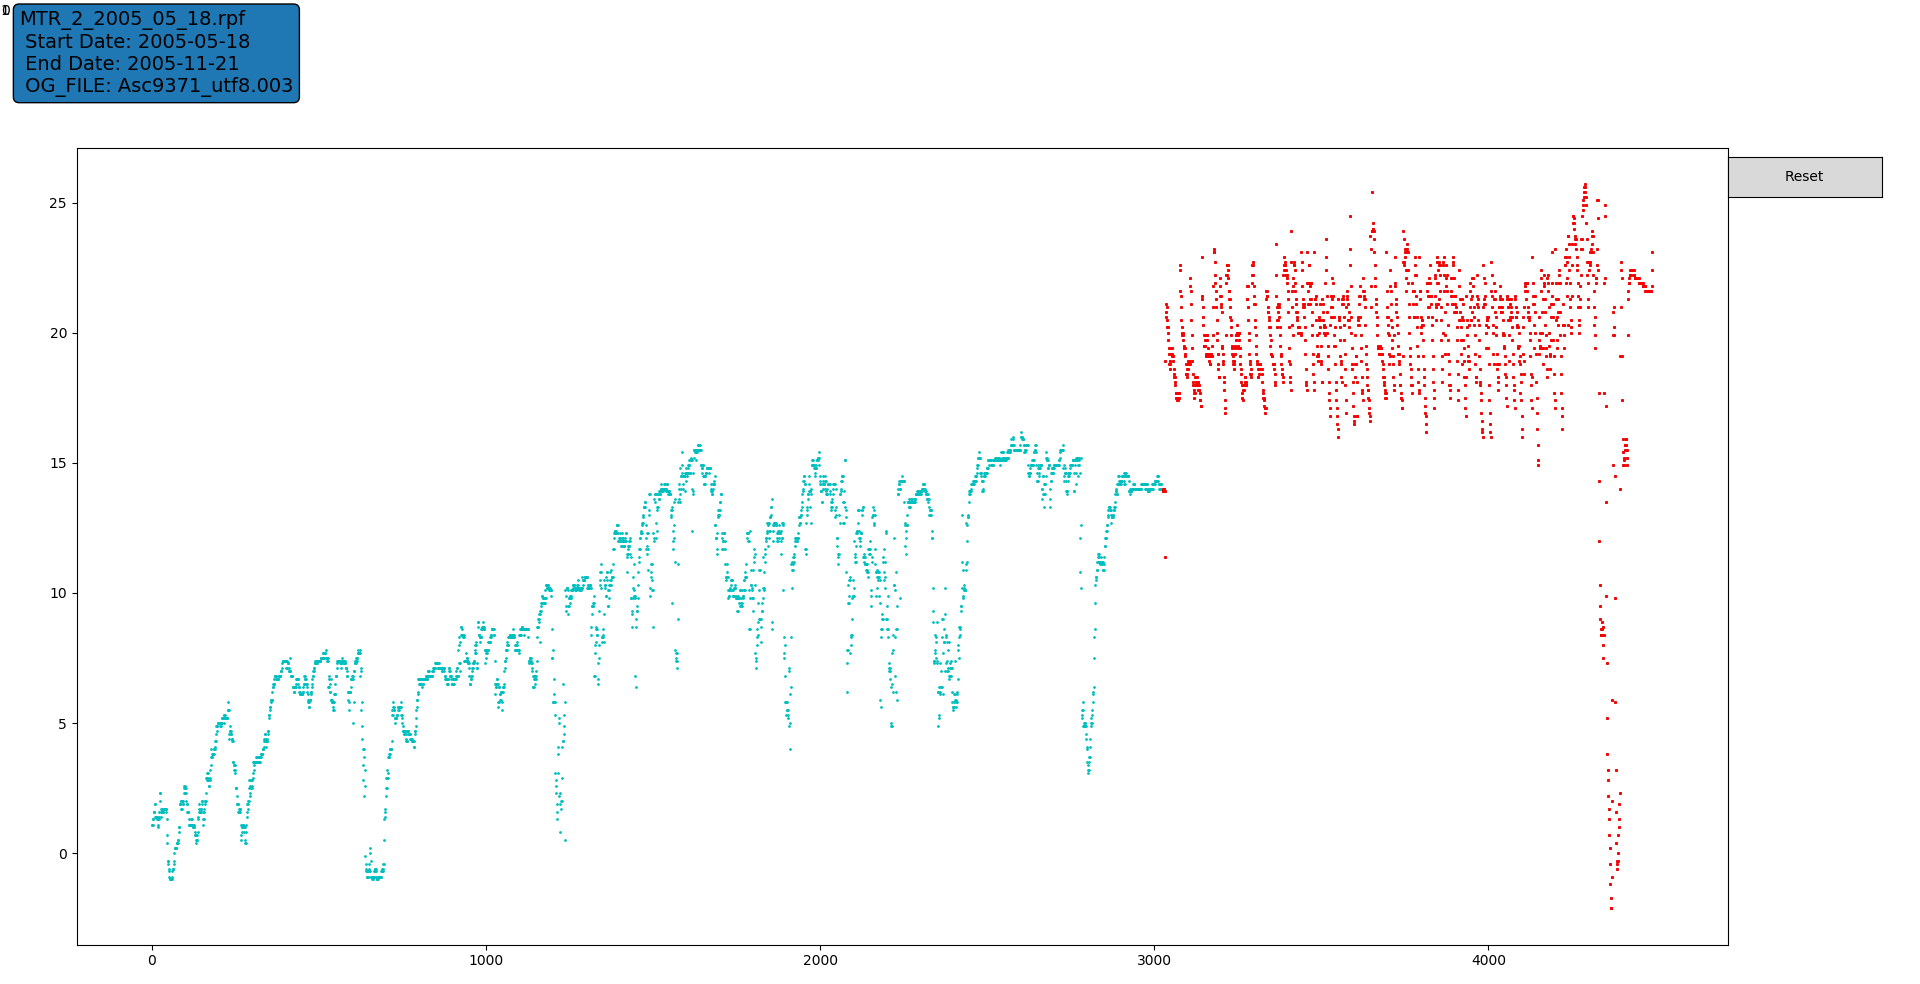 MTR_2_2005_05_18.rpf
Start Date: 2005-05-18
End Date: 2005-11-21
OG_FILE: Asc9371_utf8.003
Reset
25
20
15
10
5
0
0
1000
2000
3000
4000